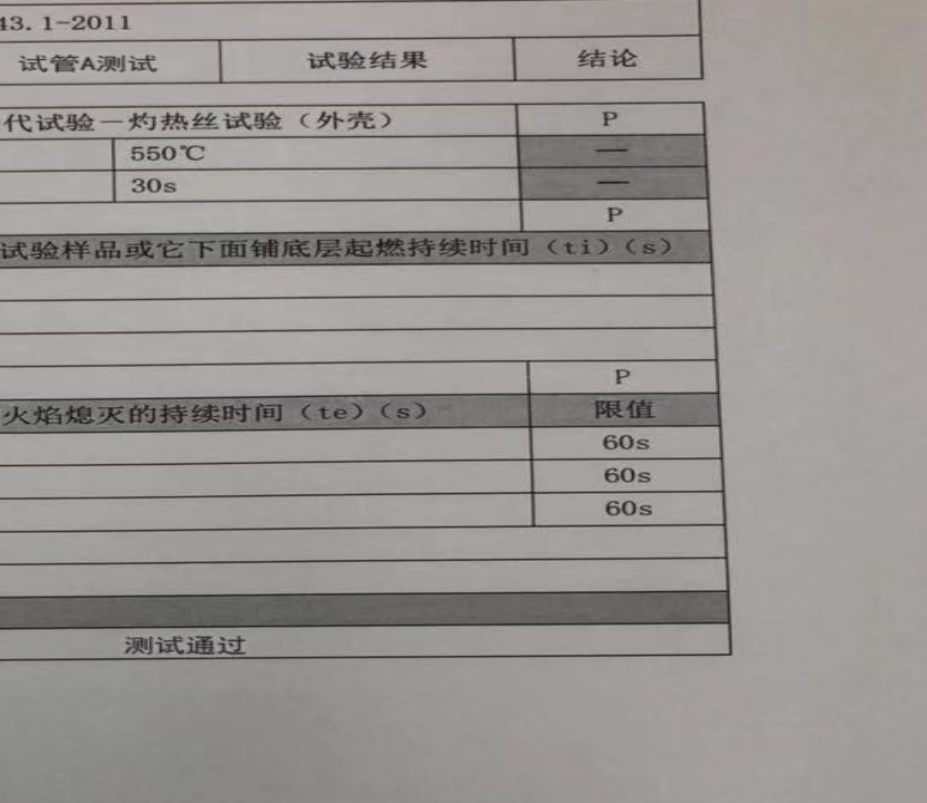 43.1-2011
试管A测试 试验结果 结论
代试验－灼热丝试验（外壳） P
550℃ —
30s —
P
试验样品或它下面铺底层起燃持续时间（ti）（s）
P
火焰熄灭的持续时间（te）（s） 限值
60s
60s
60s
测试通过